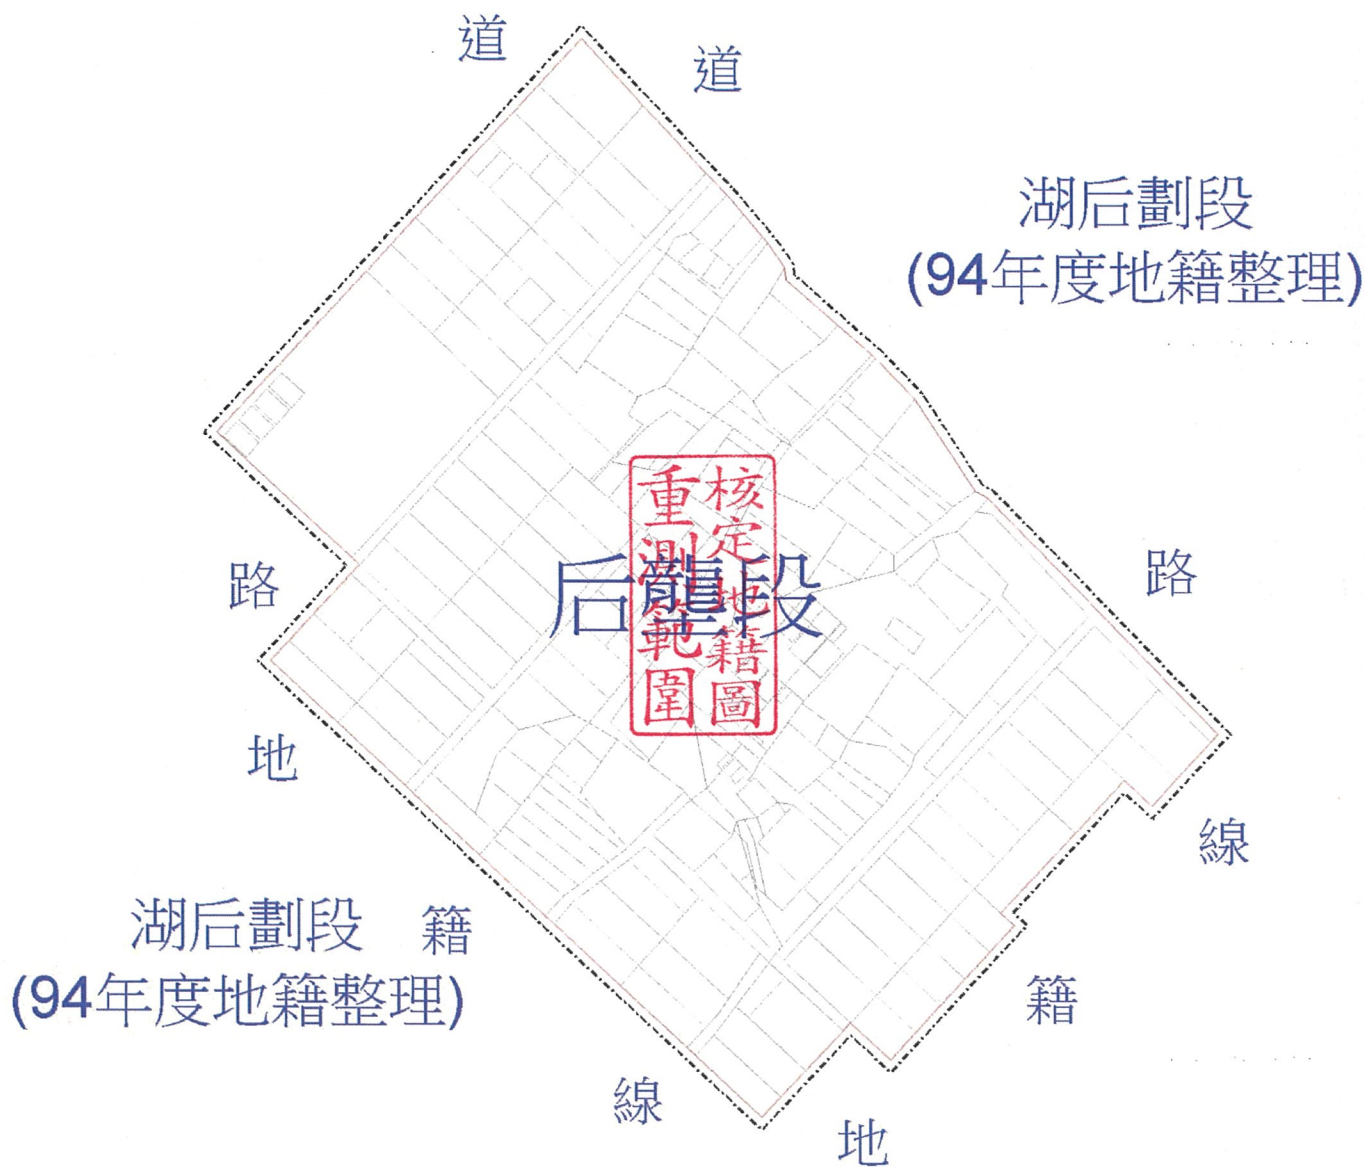 道
道
湖后劃段
(94年度地籍整理)
核定地籍圖
重測範圍
后壟段
路
路
地
線
湖后劃段
(94年度地籍整理)
籍
籍
線
地